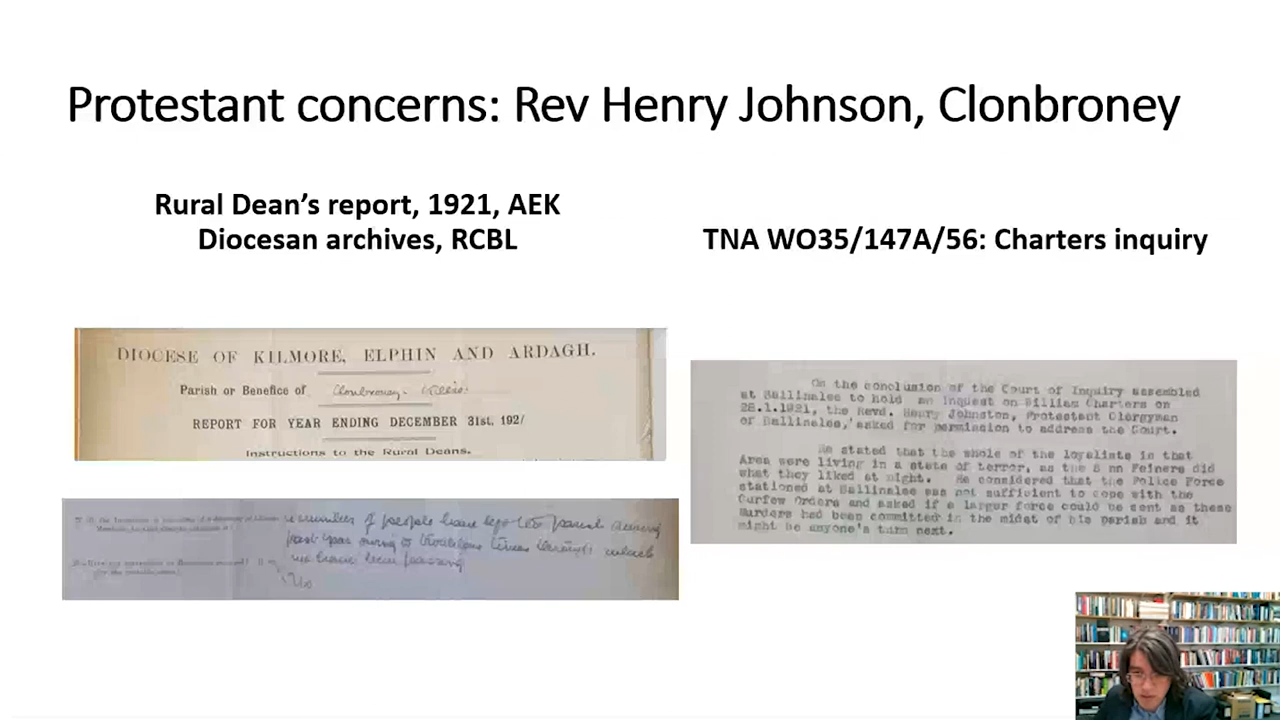 Protestant concerns: Rev Henry Johnson, Clonbroney
Rural Dean’s report, 1921, AEK
Diocesan archives, RCBL
TNA WO35/147A/56: Charters inquiry
DIOCESE OF KILMORE, ELPHIN AND ARDAGH.
Parish or Benefice of Clonbroney
REPORT FOR YEAR ENDING DECEMBER 31st, 192/
Instructions to the Rural Deans.
number of people have left the parish during
past year owing to troublous times through which
we have been passing
On the conclusion of the Court of Inquiry assembled
at Ballinalee to hold an inquest on William Charters on
28.1.1921, the Revd. Henry Johnston, Protestant Clergyman
of Ballinalee, asked for permission to address the Court.
He stated that the whole of the loyalists in that
Area were living in a state of terror, as the Sinn Feiners did
what they liked at night. He considered that the Police Force
stationed at Ballinalee was not sufficient to cope with the
Curfew Orders and asked if a larger force could be sent as these
Murders had been committed in the midst of his parish and it
might be anyone's turn next.